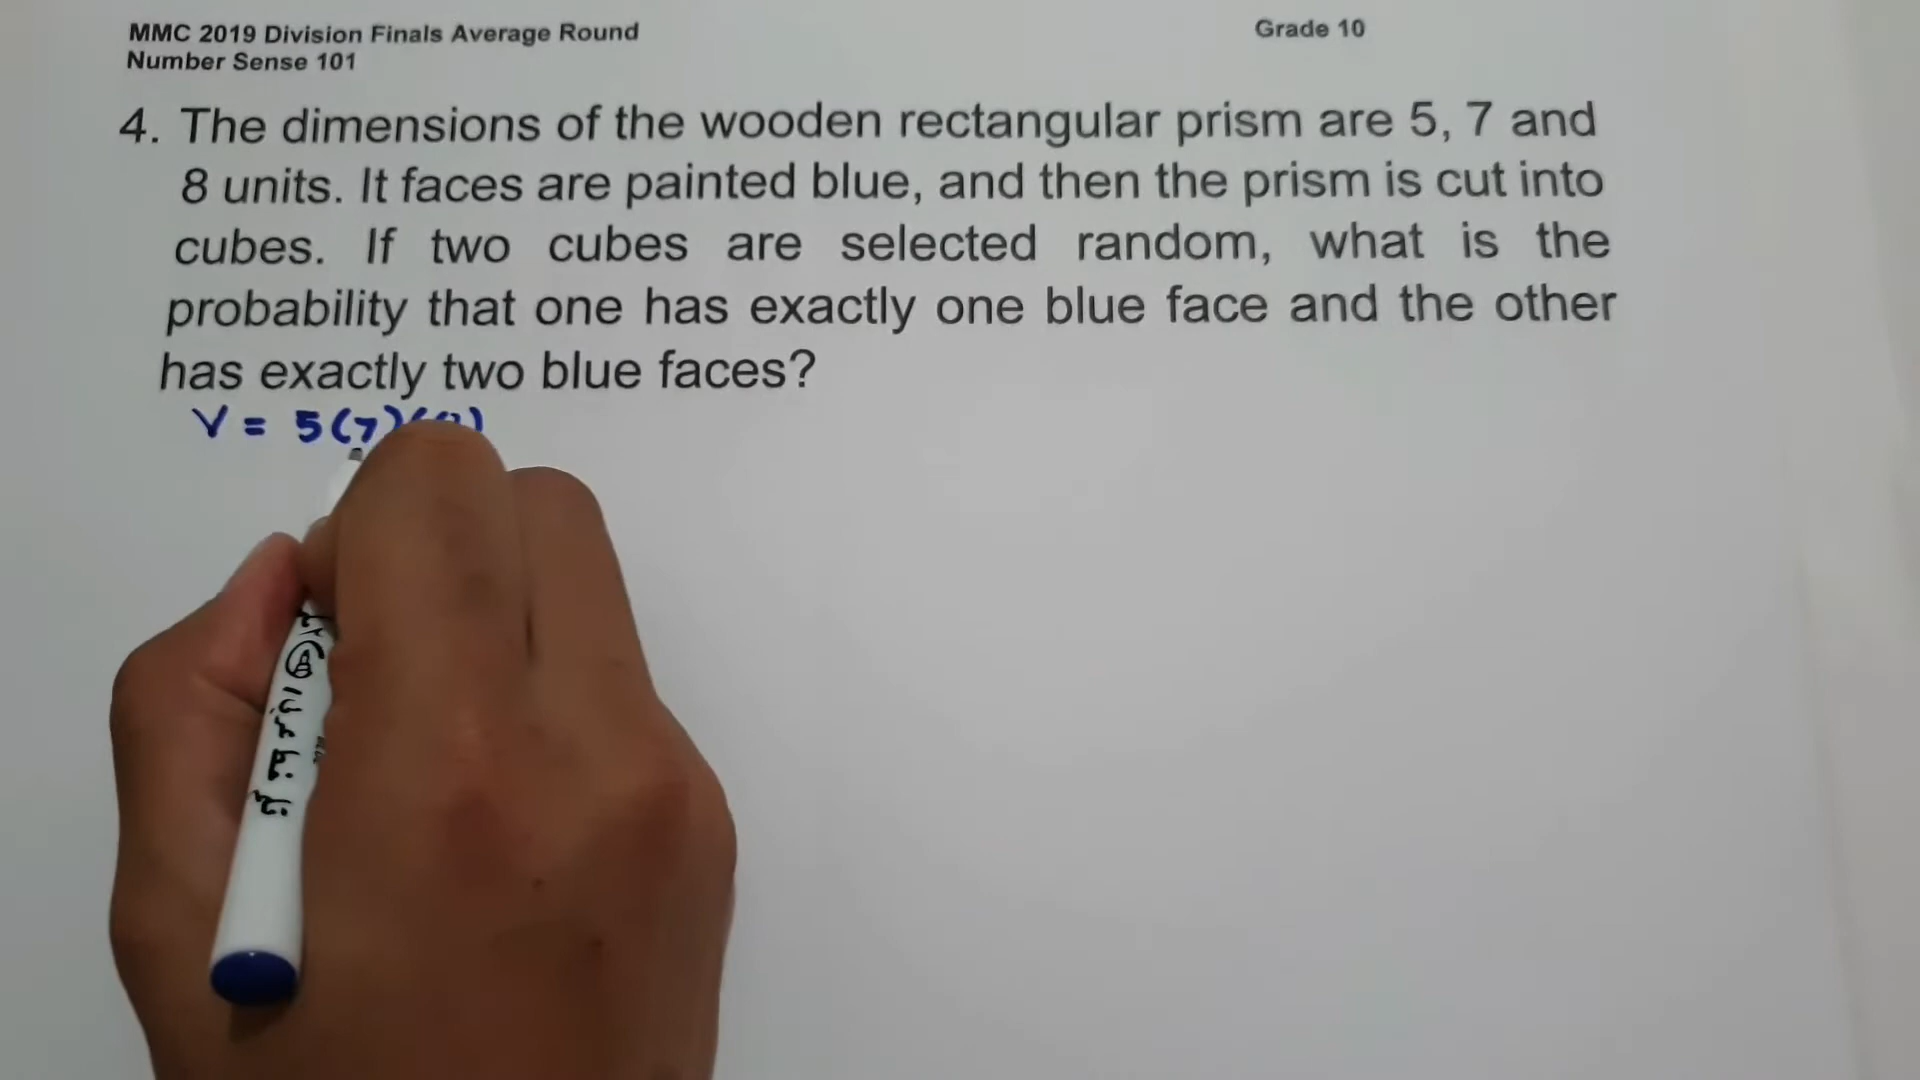 MMC 2019 Division Finals Average Round
Grade 10
Number Sense 101
4. The dimensions of the wooden rectangular prism are 5, 7 and
8 units. It faces are painted blue, and then the prism is cut into
cubes. If two cubes are selected random, what is the
probability that one has exactly one blue face and the other
has exactly two blue faces?
V = 5(7)